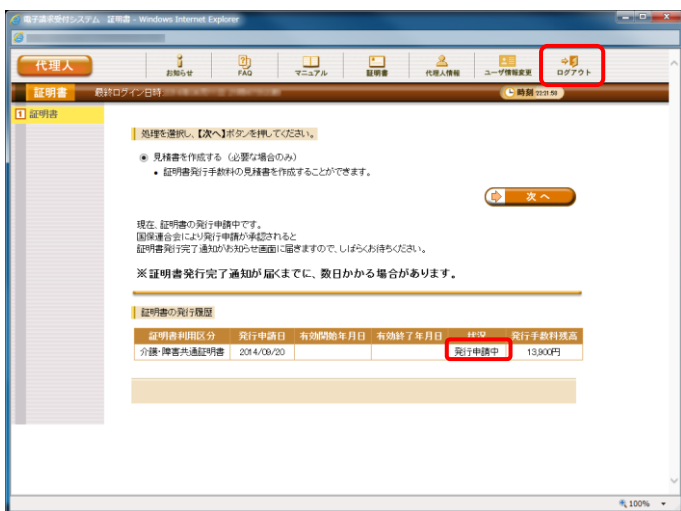 電子請求受付システム 証明書 - Windows Internet Explorer
代理人
お知らせ FAQ マニュアル 証明書 代理人情報 ユーザ情報変更 ログアウト
証明書 最終ログイン日時: 時刻 22:21:50
1 証明書
処理を選択し、【次へ】ボタンを押してください。
見積書を作成する（必要な場合のみ）
• 証明書発行手数料の見積書を作成することができます。
次 へ
現在、証明書の発行申請中です。
国保連合会により発行申請が承認されると
証明書発行完了通知がお知らせ画面に届きますので、しばらくお待ちください。
※証明書発行完了通知が届くまでに、数日かかる場合があります。
証明書の発行履歴
証明書利用区分 発行申請日 有効開始年月日 有効終了年月日 状況 発行手数料残高
介護・障害共通証明書 2014/09/20 発行申請中 13,900円
100%